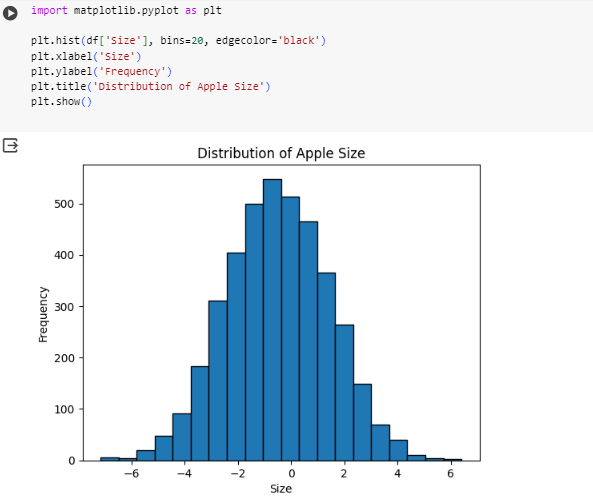 import matplotlib.pyplot as plt
plt.hist(df['Size'], bins=20, edgecolor='black')
plt.xlabel('Size')
plt.ylabel('Frequency')
plt.title('Distribution of Apple Size')
plt.show()
Distribution of Apple Size
500
400
300
200
100
0
Frequency
−6 −4 −2 0 2 4 6
Size